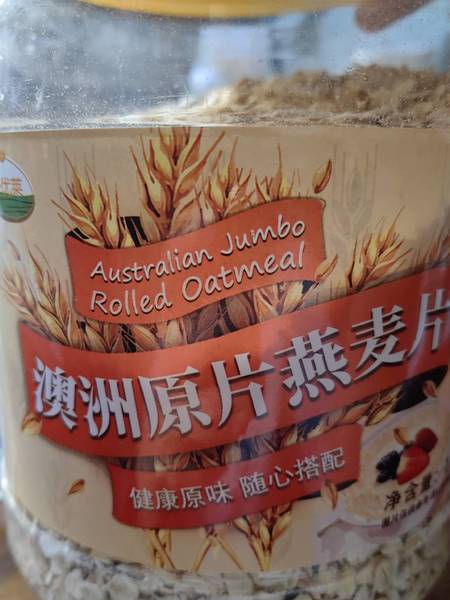 Australian Jumbo
Rolled Oatmeal
澳洲原片燕麦片
健康原味 随心搭配
净含量